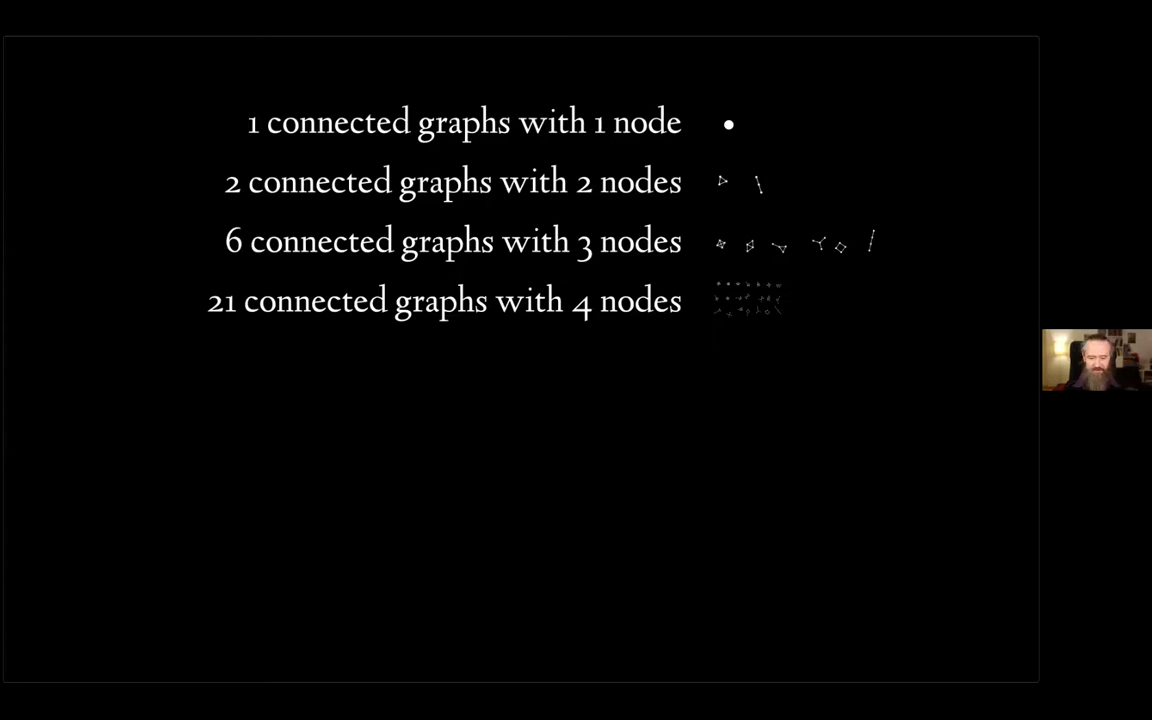 1 connected graphs with 1 node
2 connected graphs with 2 nodes
6 connected graphs with 3 nodes
21 connected graphs with 4 nodes